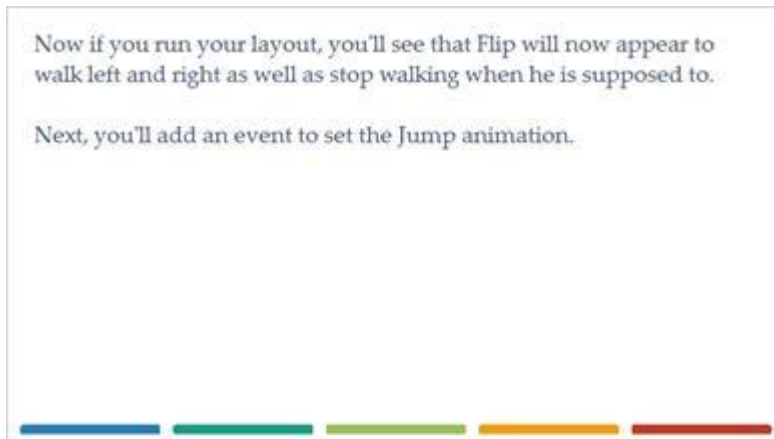 Now if you run your layout, you'll see that Flip will now appear to
walk left and right as well as stop walking when he is supposed to.
Next, you'll add an event to set the Jump animation.